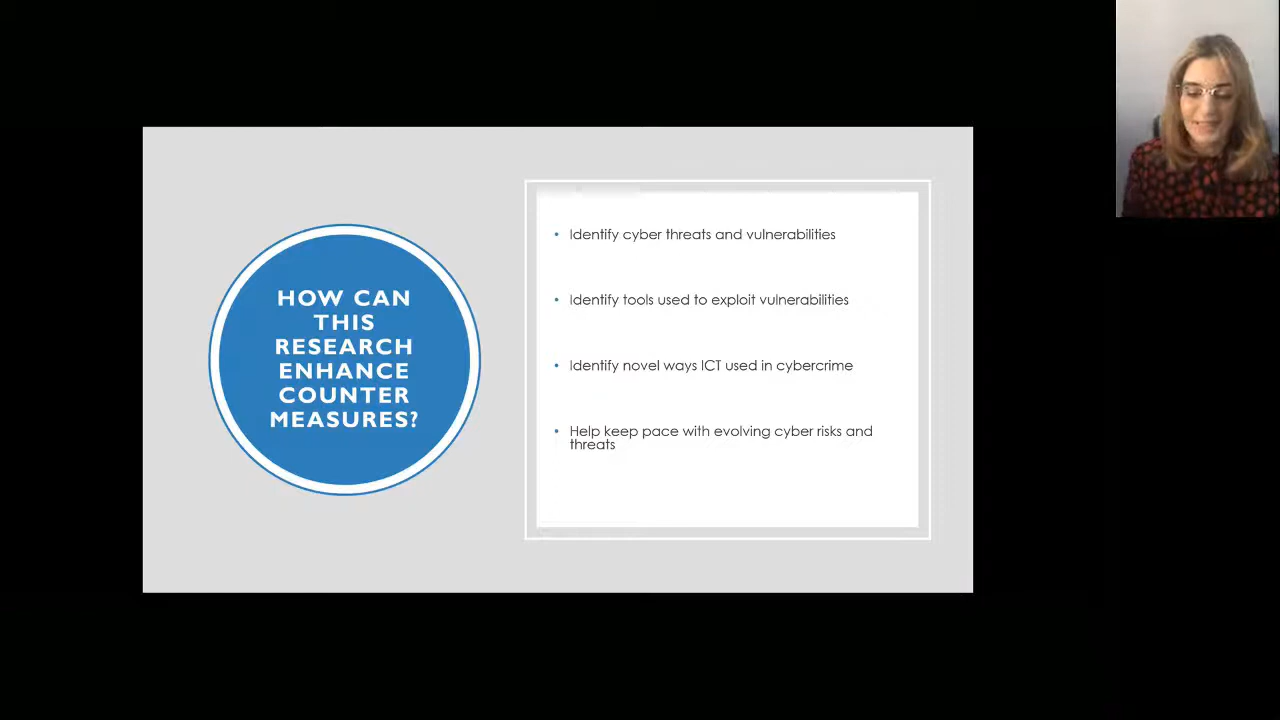 HOW CAN
THIS
RESEARCH
ENHANCE
COUNTER
MEASURES?
• Identify cyber threats and vulnerabilities
• Identify tools used to exploit vulnerabilities
• Identify novel ways ICT used in cybercrime
• Help keep pace with evolving cyber risks and
threats